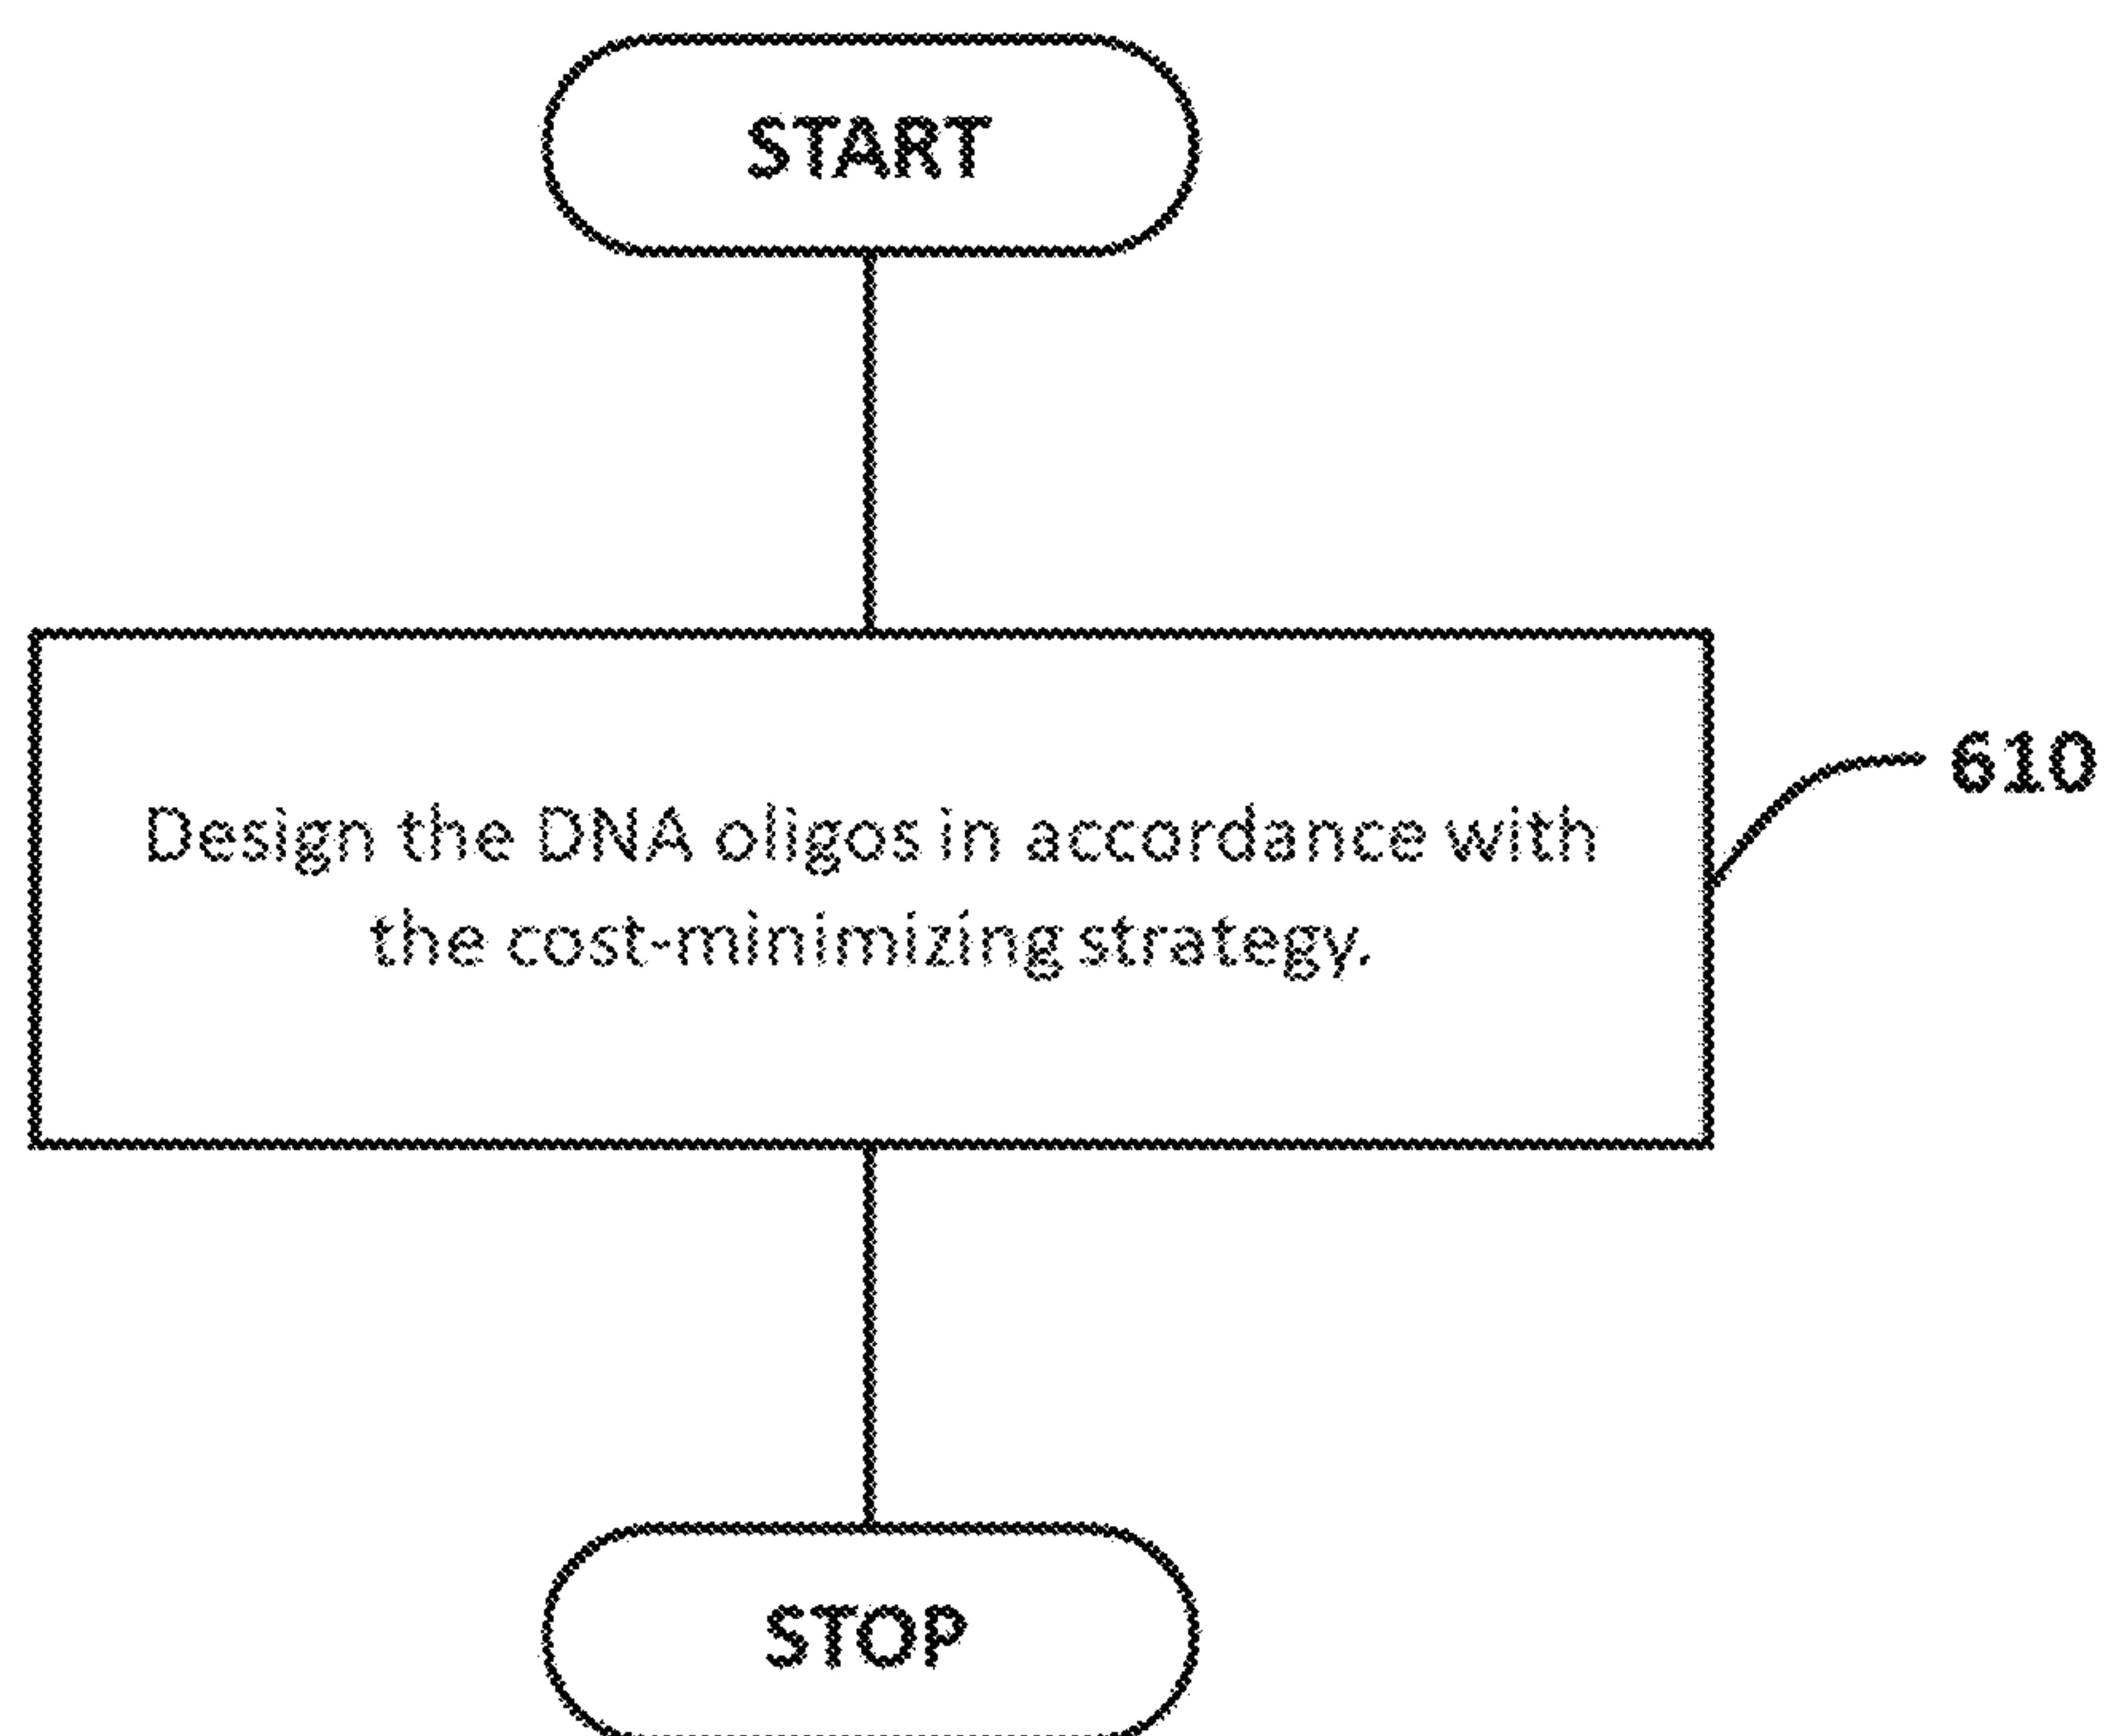 START
610
Design the DNA oligos in accordance with
the cost-minimizing strategy.
STOP